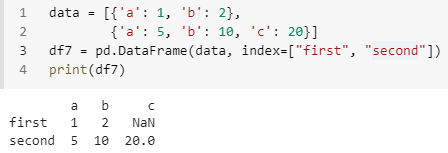 1 data = [{'a': 1, 'b': 2},
2         {'a': 5, 'b': 10, 'c': 20}]
3 df7 = pd.DataFrame(data, index=["first", "second"])
4 print(df7)
        a   b     c
first   1   2   NaN
second  5  10  20.0